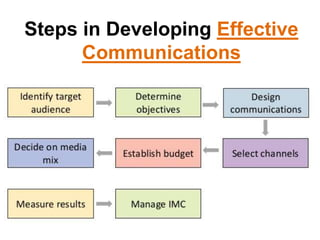 Steps in Developing Effective
Communications
Identify target
audience
Determine
objectives
Design
communications
Decide on media
mix
Establish budget
Select channels
Measure results
Manage IMC